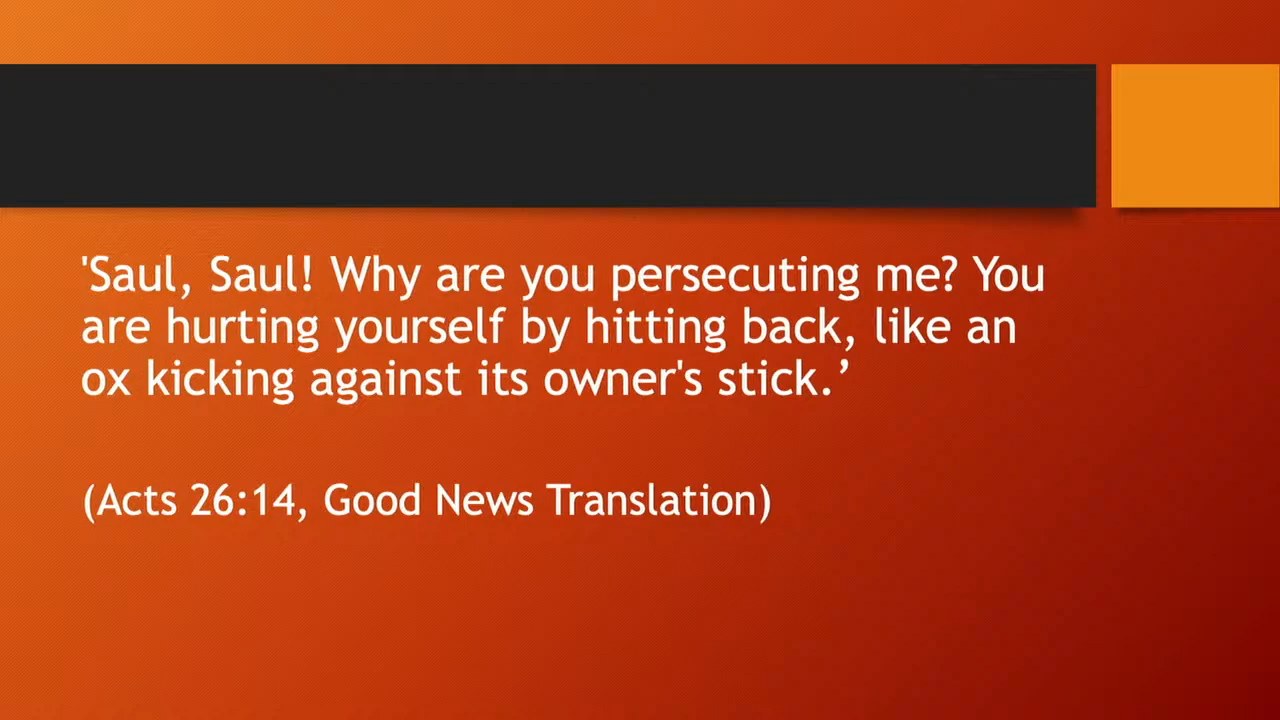 'Saul, Saul! Why are you persecuting me? You
are hurting yourself by hitting back, like an
ox kicking against its owner's stick.’
(Acts 26:14, Good News Translation)